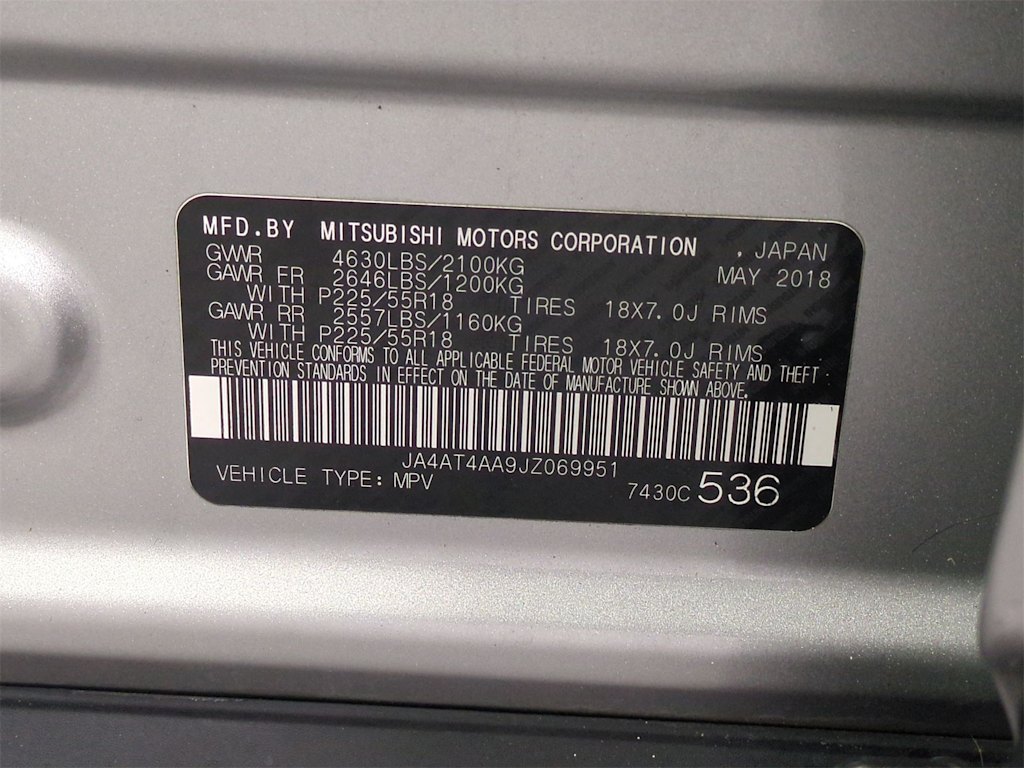 MFD.BY MITSUBISHI MOTORS CORPORATION , JAPAN
GVWR 4630LBS/2100KG MAY 2018
GAWR FR 2646LBS/1200KG
WITH P225/55R18 TIRES 18X7.0J RIMS
GAWR RR 2557LBS/1160KG
WITH P225/55R18 TIRES 18X7.0J RIMS
THIS VEHICLE CONFORMS TO ALL APPLICABLE FEDERAL MOTOR VEHICLE SAFETY AND THEFT
PREVENTION STANDARDS IN EFFECT ON THE DATE OF MANUFACTURE SHOWN ABOVE.
JA4AT4AA9JZ069951
VEHICLE TYPE: MPV 7430C 536